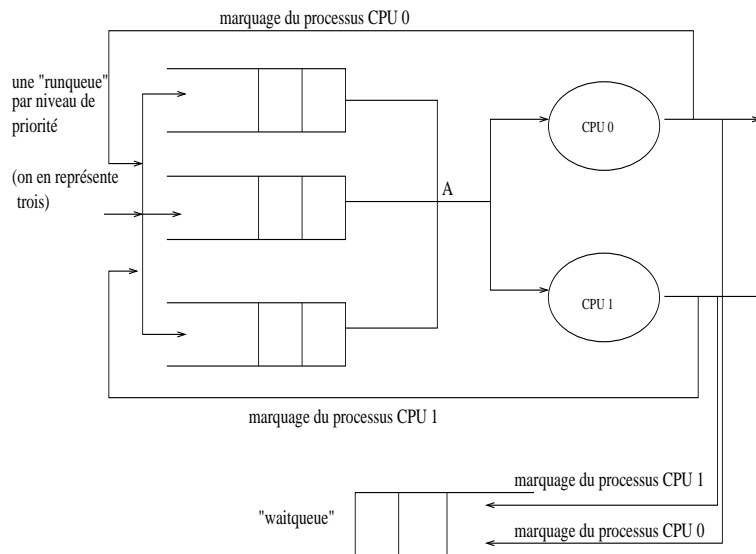 marquage du processus CPU 0
une "runqueue"
par niveau de
priorité
CPU 0
(on en représente
trois)
A
CPU 1
marquage du processus CPU 1
marquage du processus CPU 1
"waitqueue"
marquage du processus CPU 0